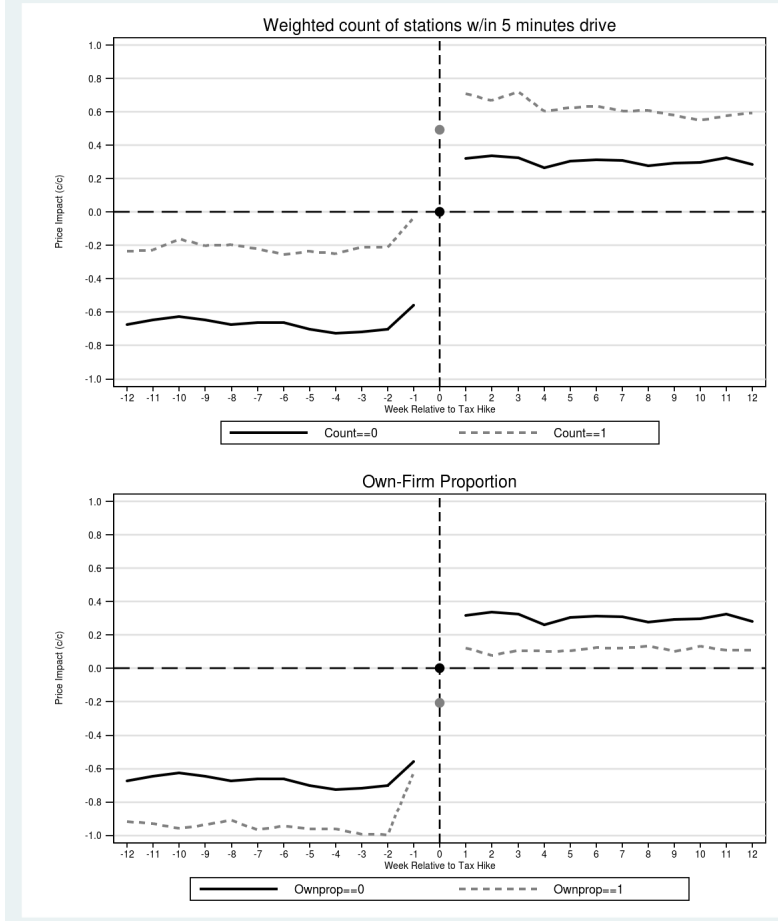 Weighted count of stations w/in 5 minutes drive
1.0
0.8
0.6
0.4
0.2
0.0
-0.2
-0.4
-0.6
-0.8
-1.0
Price Impact (c/c)
-12 -11 -10 -9 -8 -7 -6 -5 -4 -3 -2 -1 0 1 2 3 4 5 6 7 8 9 10 11 12
Week Relative to Tax Hike
Count==0 Count==1
Own-Firm Proportion
1.0
0.8
0.6
0.4
0.2
0.0
-0.2
-0.4
-0.6
-0.8
-1.0
Price Impact (c/c)
-12 -11 -10 -9 -8 -7 -6 -5 -4 -3 -2 -1 0 1 2 3 4 5 6 7 8 9 10 11 12
Week Relative to Tax Hike
Ownprop==0 Ownprop==1